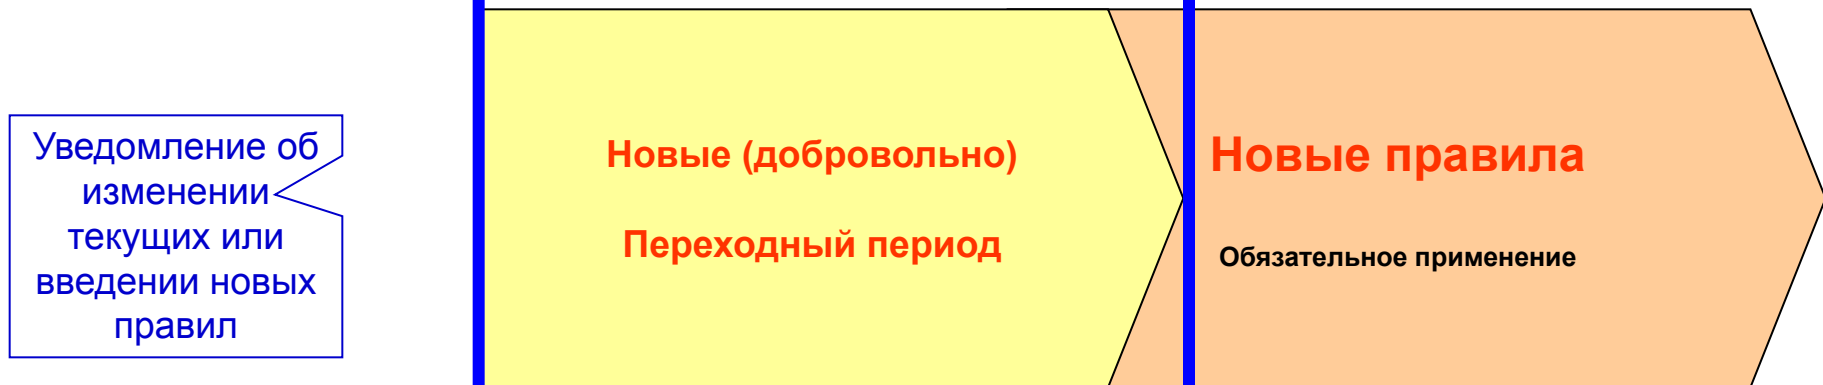 Уведомление об
изменении
текущих или
введении новых
правил
Новые (добровольно)
Переходный период
Новые правила
Обязательное применение